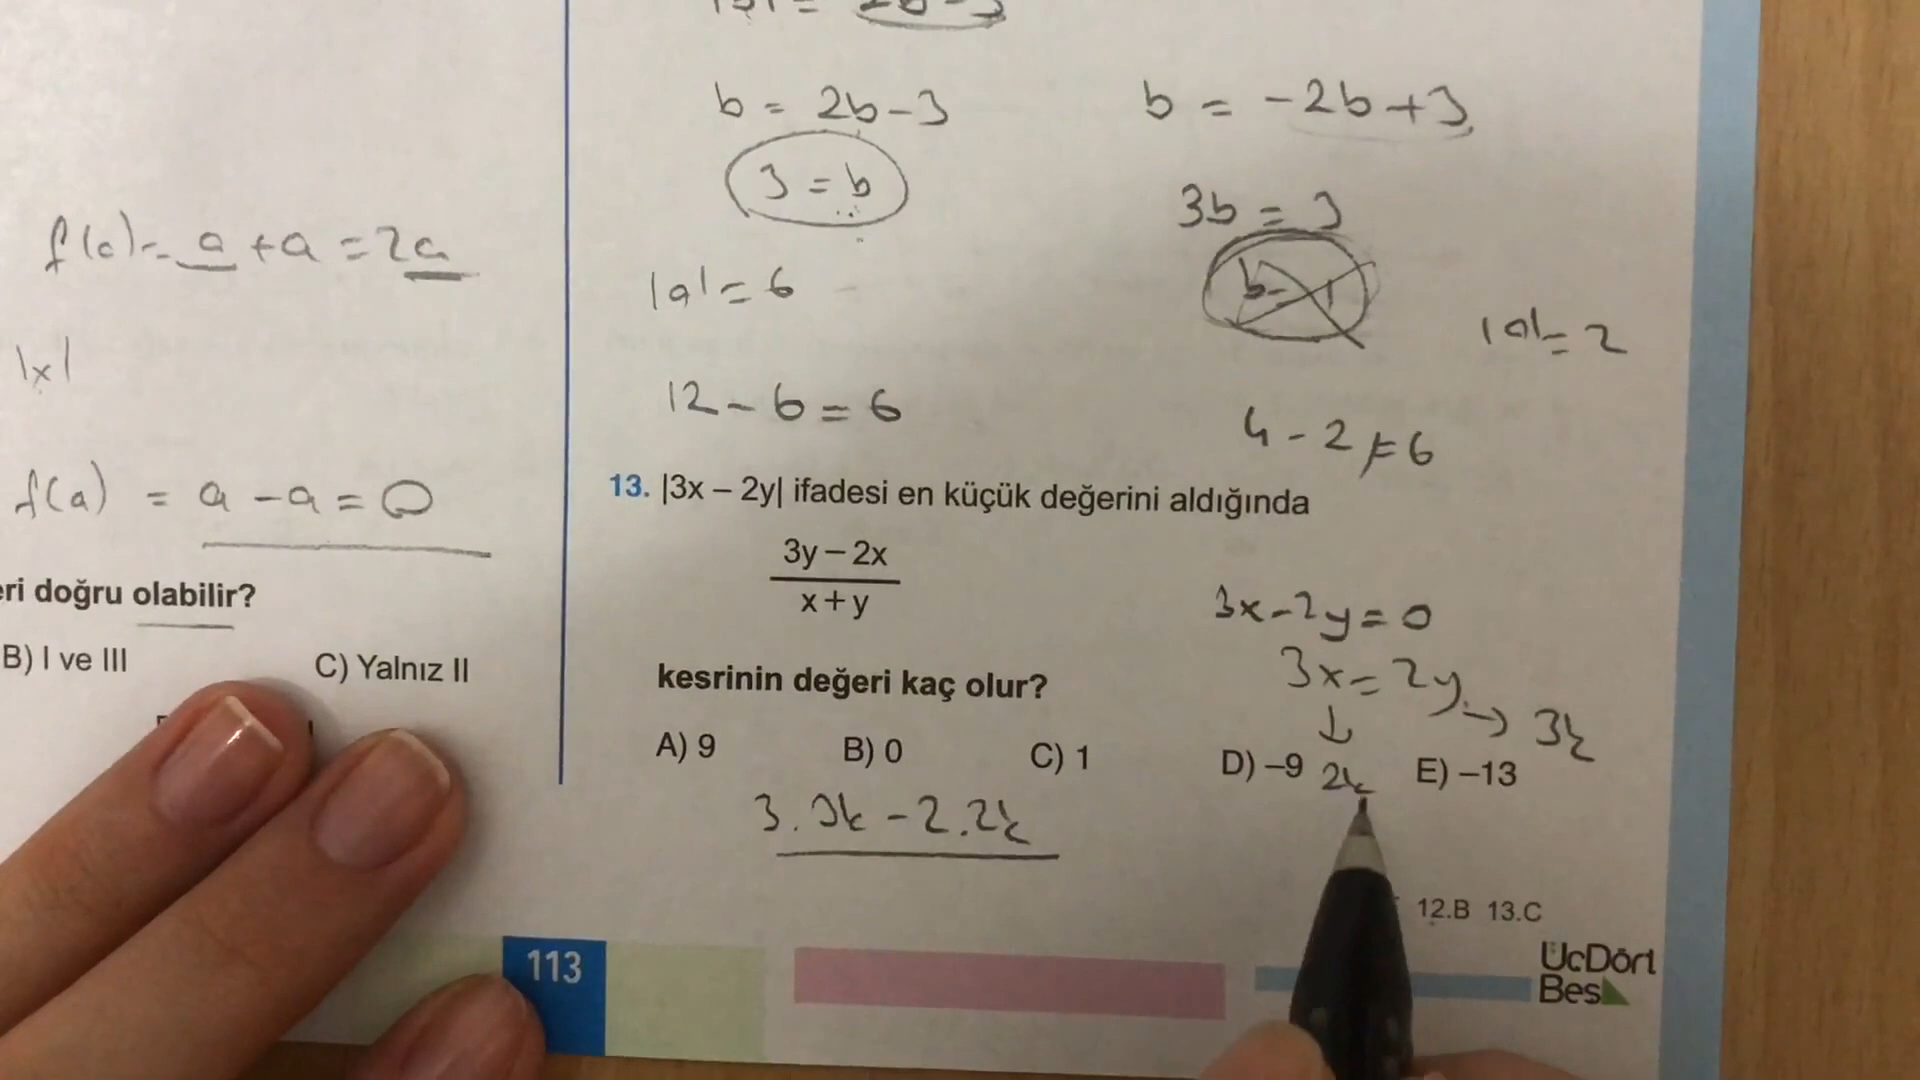 f(a) = a + a = 2a
|x|
f(a) = a - a = 0
eri doğru olabilir?
B) I ve III
C) Yalnız II
b = 2b - 3
3 = b
|a| = 6
12 - 6 = 6
b = -2b + 3
3b = 3
b = 1
|a| = 2
4 - 2 ≠ 6
13. |3x – 2y| ifadesi en küçük değerini aldığında
3y – 2x
x + y
kesrinin değeri kaç olur?
A) 9 B) 0 C) 1 D) –9 E) –13
3x - 2y = 0
3x = 2y → 3k
↓
2k
3.3k - 2.2k
12.B 13.C
113
ÜçDört
Beş